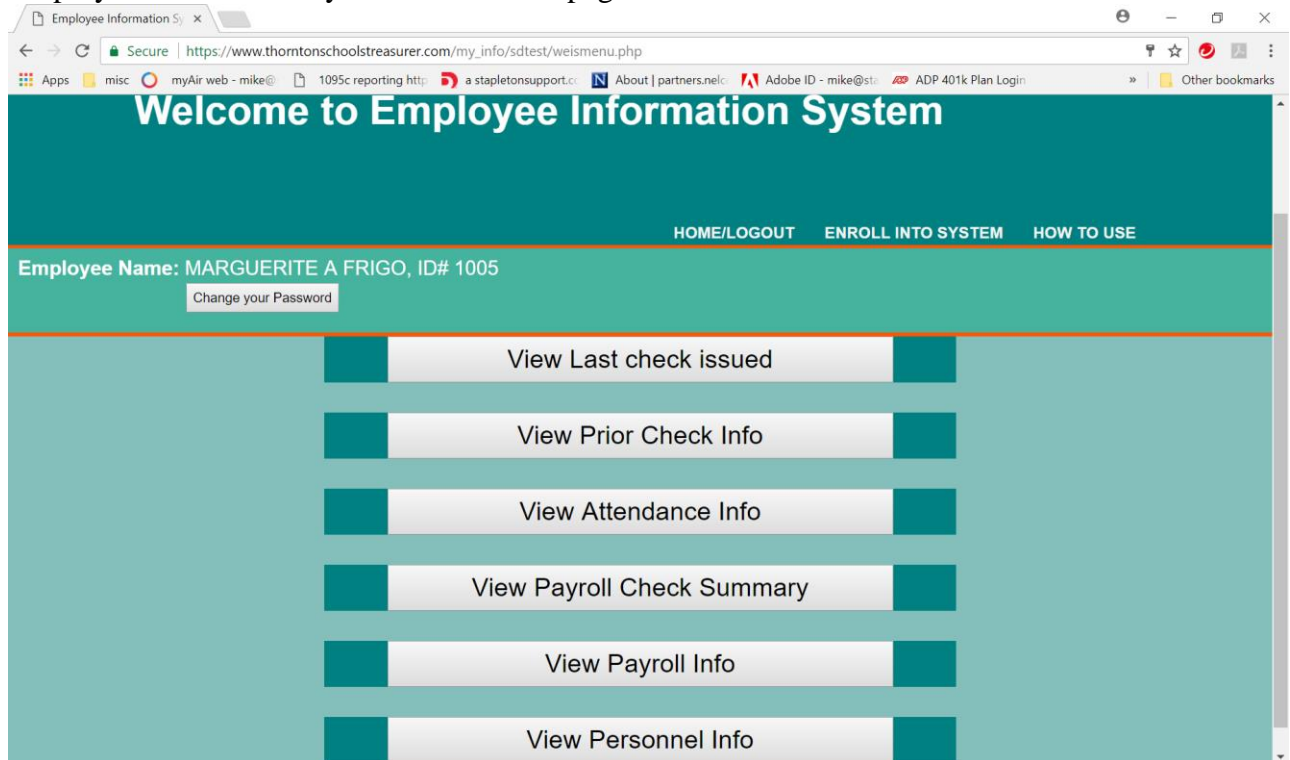 Employee Information Sy
Secure | https://www.thorntonschoolstreasurer.com/my_info/sdtest/weismenu.php
Apps misc myAir web - mike@ 1095c reporting http a stapletonsupport.cc About | partners.nelc Adobe ID - mike@sta ADP 401k Plan Login » Other bookmarks
Welcome to Employee Information System
HOME/LOGOUT ENROLL INTO SYSTEM HOW TO USE
Employee Name: MARGUERITE A FRIGO, ID# 1005
Change your Password
View Last check issued
View Prior Check Info
View Attendance Info
View Payroll Check Summary
View Payroll Info
View Personnel Info